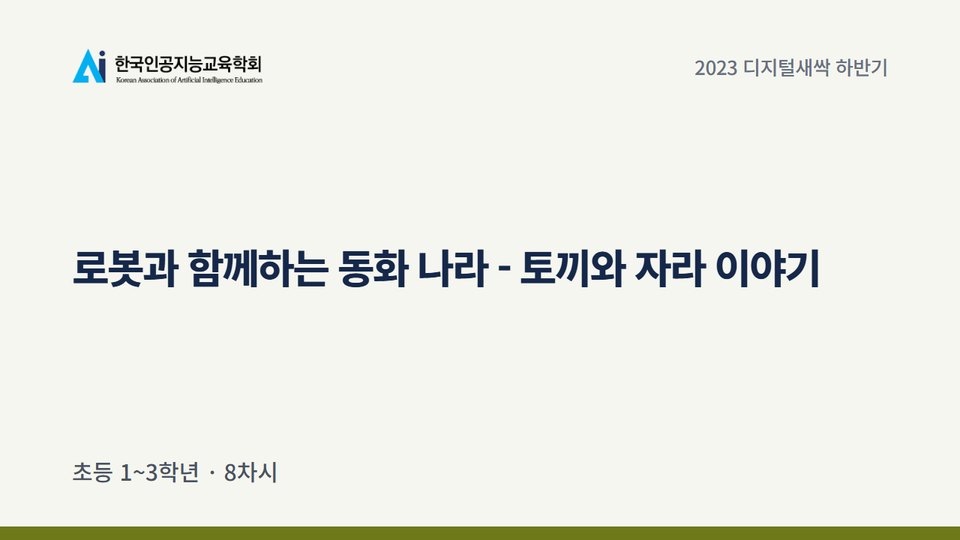 Ai 한국인공지능교육학회
Korean Association of Artificial Intelligence Education
2023 디지털새싹 하반기
로봇과 함께하는 동화 나라 - 토끼와 자라 이야기
초등 1~3학년 · 8차시